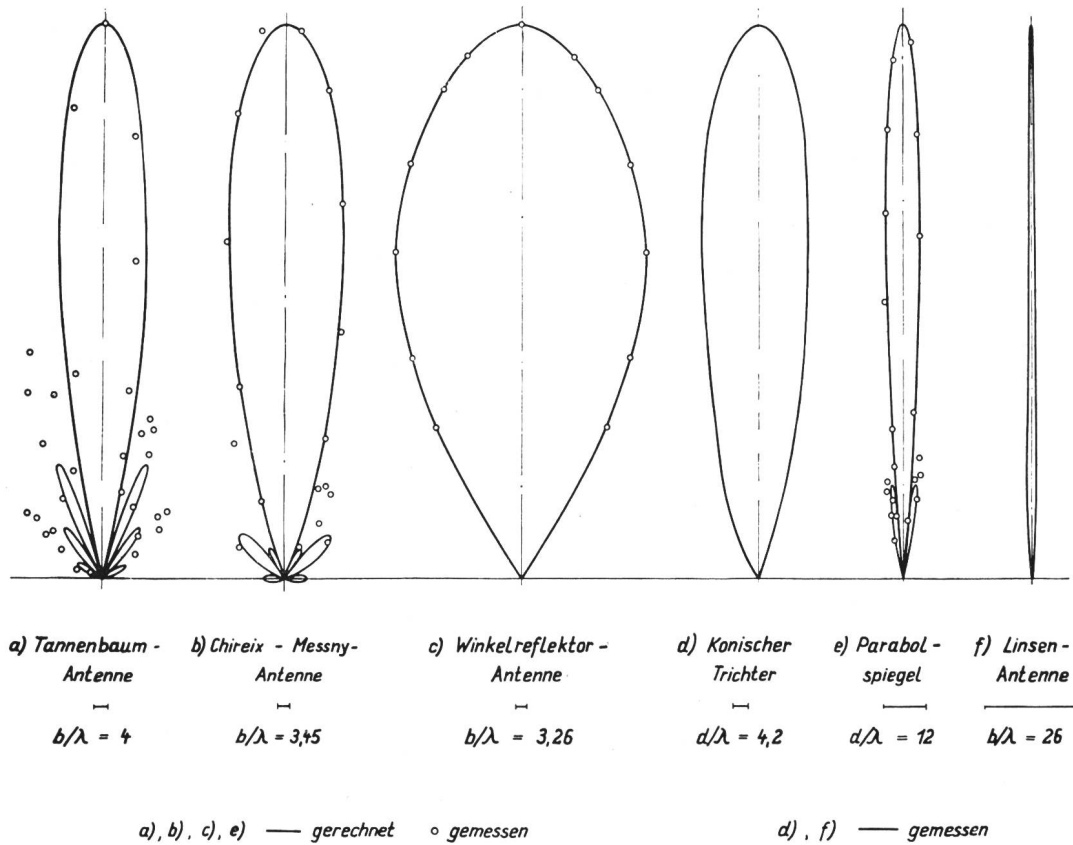 a) Tannenbaum-
Antenne
b/λ = 4
b) Chireix - Messny-
Antenne
b/λ = 3,45
c) Winkelreflektor-
Antenne
b/λ = 3,26
d) Konischer
Trichter
d/λ = 4,2
e) Parabol-
spiegel
d/λ = 12
f) Linsen-
Antenne
b/λ = 26
a), b), c), e) — gerechnet o gemessen
d), f) — gemessen